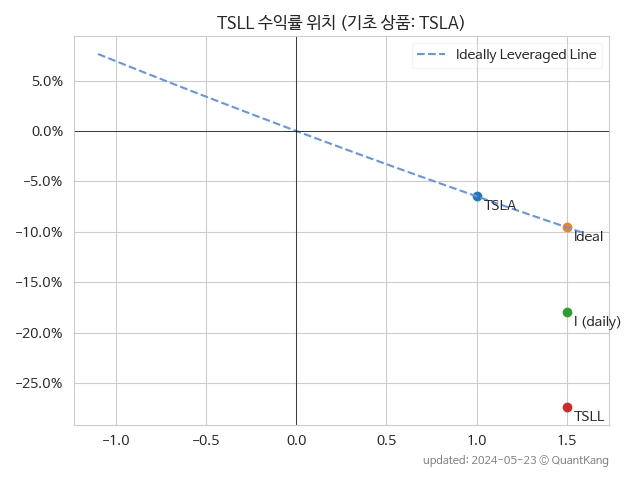 TSLL 수익률 위치 (기초 상품: TSLA)
Ideally Leveraged Line
5.0%
0.0%
−5.0%
−10.0%
−15.0%
−20.0%
−25.0%
TSLA
Ideal
I (daily)
TSLL
−1.0 −0.5 0.0 0.5 1.0 1.5
updated: 2024-05-23 © QuantKang